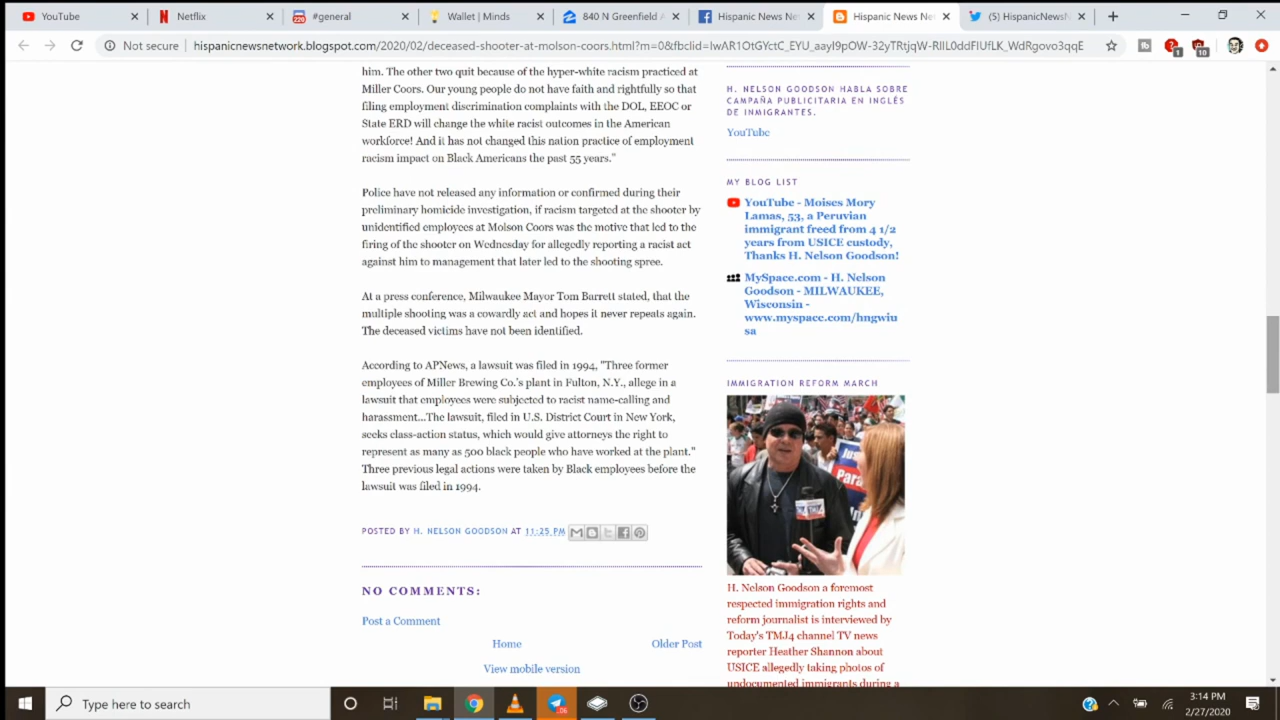 YouTube
Netflix
#general
Wallet | Minds
840 N Greenfield A
Hispanic News Ne
Hispanic News Ne
(5) HispanicNewsN
Not secure
hispanicnewsnetwork.blogspot.com/2020/02/deceased-shooter-at-molson-coors.html?m=0&fbclid=IwAR1OtGYctC_EYU_aayI9pOW-32yTRtjqW-RIIL0ddFIUfLK_WdRgovo3qqE
him. The other two quit because of the hyper-white racism practiced at
Miller Coors. Our young people do not have faith and rightfully so that
filing employment discrimination complaints with the DOL, EEOC or
State ERD will change the white racist outcomes in the American
workforce! And it has not changed this nation practice of employment
racism impact on Black Americans the past 55 years."
Police have not released any information or confirmed during their
preliminary homicide investigation, if racism targeted at the shooter by
unidentified employees at Molson Coors was the motive that led to the
firing of the shooter on Wednesday for allegedly reporting a racist act
against him to management that later led to the shooting spree.
At a press conference, Milwaukee Mayor Tom Barrett stated, that the
multiple shooting was a cowardly act and hopes it never repeats again.
The deceased victims have not been identified.
According to APNews, a lawsuit was filed in 1994, "Three former
employees of Miller Brewing Co.'s plant in Fulton, N.Y., allege in a
lawsuit that employees were subjected to racist name-calling and
harassment...The lawsuit, filed in U.S. District Court in New York,
seeks class-action status, which would give attorneys the right to
represent as many as 500 black people who have worked at the plant."
Three previous legal actions were taken by Black employees before the
lawsuit was filed in 1994.
POSTED BY H. NELSON GOODSON AT 11:25 PM
NO COMMENTS:
Post a Comment
Home
Older Post
View mobile version
H. NELSON GOODSON HABLA SOBRE
CAMPAÑA PUBLICITARIA EN INGLÉS
DE INMIGRANTES.
YouTube
MY BLOG LIST
YouTube - Moises Mory
Lamas, 53, a Peruvian
immigrant freed from 4 1/2
years from USICE custody,
Thanks H. Nelson Goodson!
MySpace.com - H. Nelson
Goodson - MILWAUKEE,
Wisconsin -
www.myspace.com/hngwiu
sa
IMMIGRATION REFORM MARCH
H. Nelson Goodson a foremost
respected immigration rights and
reform journalist is interviewed by
Today's TMJ4 channel TV news
reporter Heather Shannon about
USICE allegedly taking photos of
undocumented immigrants during a
Type here to search
3:14 PM
2/27/2020